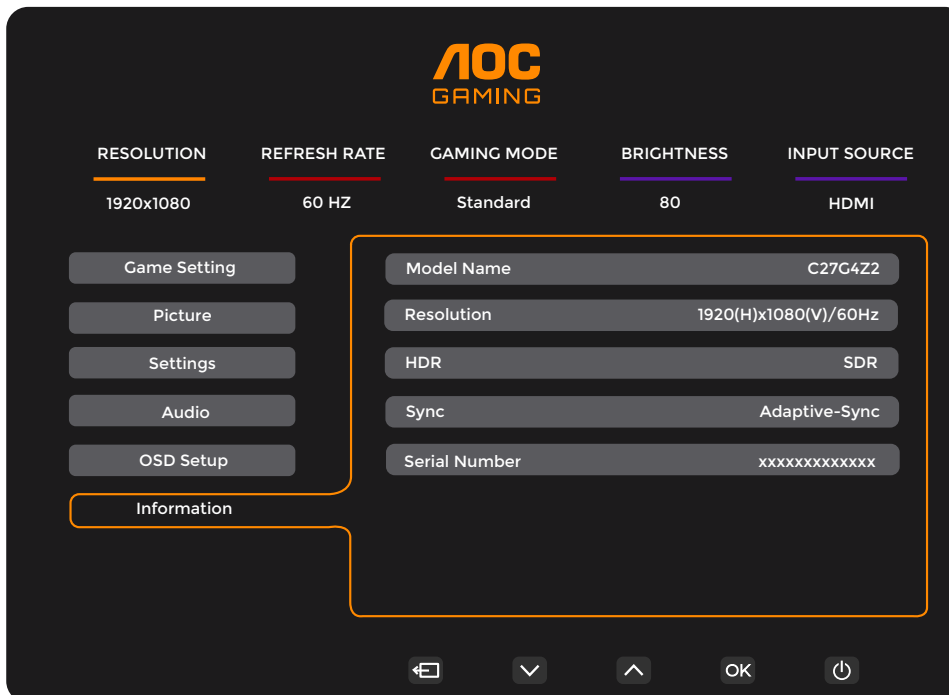 AOC
GAMING
RESOLUTION REFRESH RATE GAMING MODE BRIGHTNESS INPUT SOURCE
1920x1080 60 HZ Standard 80 HDMI
Game Setting
Picture
Settings
Audio
OSD Setup
Information
Model Name C27G4Z2
Resolution 1920(H)x1080(V)/60Hz
HDR SDR
Sync Adaptive-Sync
Serial Number xxxxxxxxxxxxx
OK